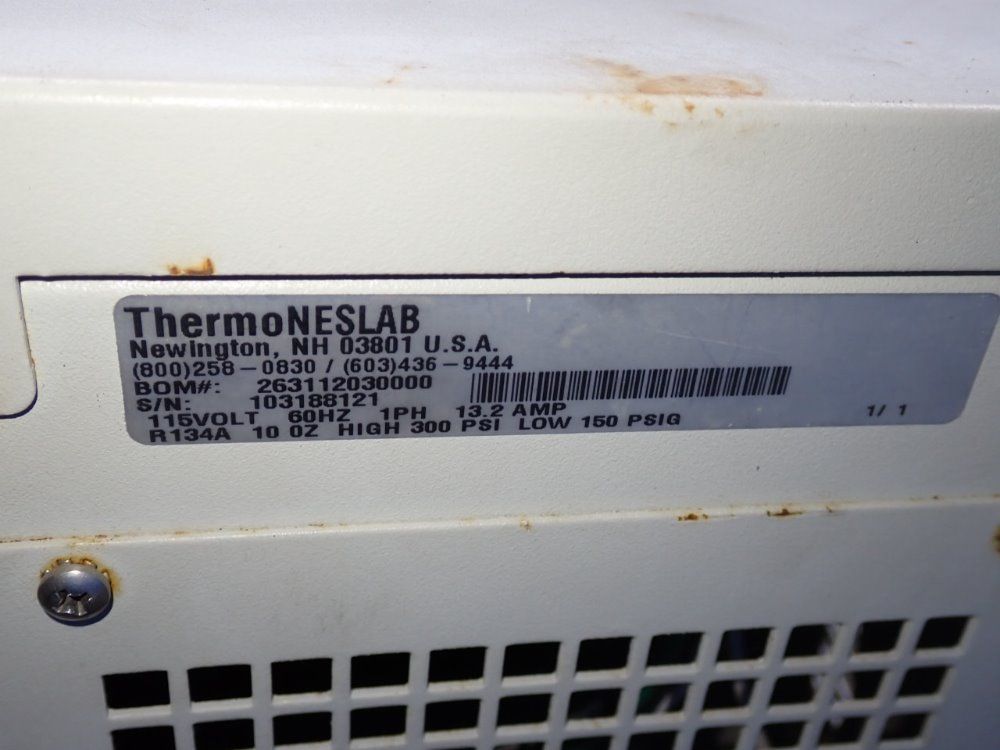 ThermoNESLAB
Newington, NH 03801 U.S.A.
(800)258-0830 / (603)436-9444
BOM#: 263112030000
S/N: 103188121
115VOLT 60HZ 1PH 13.2 AMP
R134A 10 OZ HIGH 300 PSI LOW 150 PSIG
1/ 1